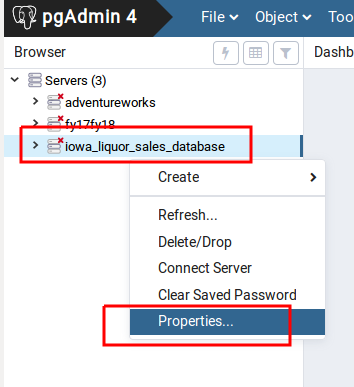 pgAdmin 4 File Object Too
Browser Dashb
Servers (3)
adventureworks
fy17fy18
iowa_liquor_sales_database
Create
Refresh...
Delete/Drop
Connect Server
Clear Saved Password
Properties...